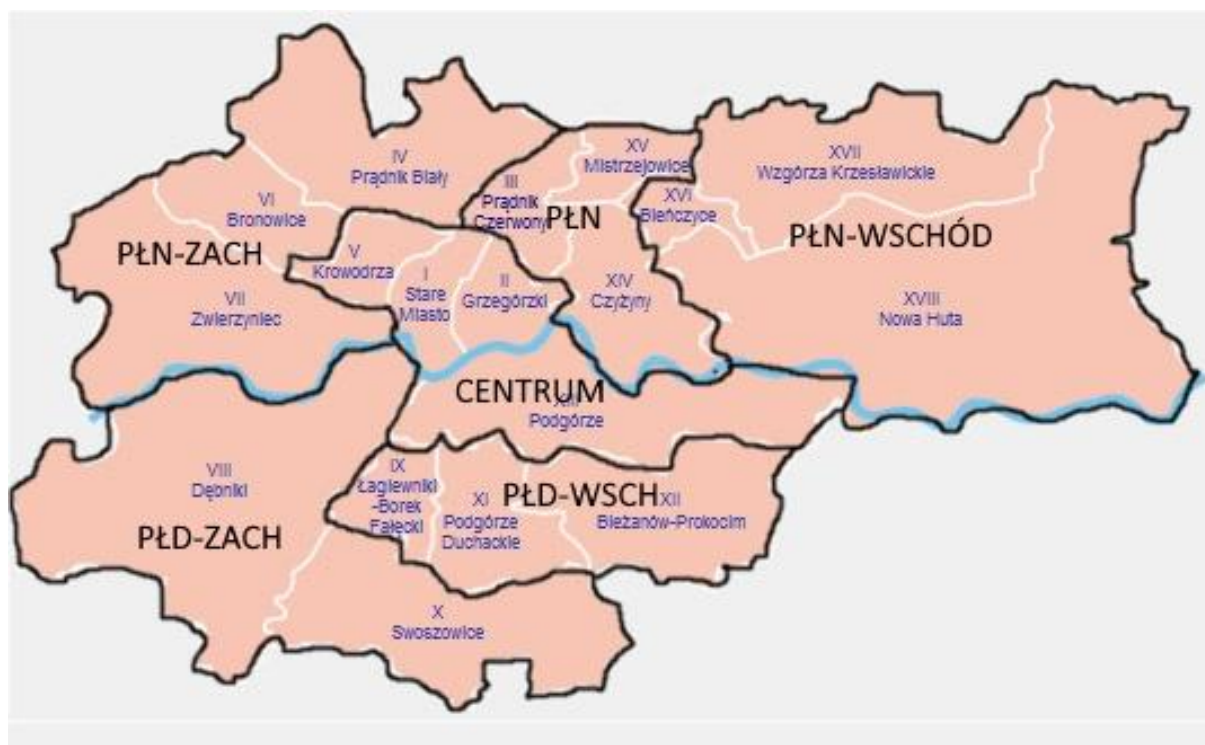 IV
Prądnik Biały
XV
Mistrzejowice
XVII
Wzgórza Krzesławickie
III
Prądnik
Czerwony
XVI
Bieńczyce
VI
Bronowice
PŁN
PŁN-WSCHÓD
PŁN-ZACH
V
Krowodrza
I
Stare
Miasto
II
Grzegórzki
XIV
Czyżyny
VII
Zwierzyniec
XVIII
Nowa Huta
CENTRUM
XIII
Podgórze
VIII
Dębniki
IX
Łagiewniki
-Borek
Fałęcki
PŁD-WSCH
XI
Podgórze
Duchackie
XII
Bieżanów-Prokocim
PŁD-ZACH
X
Swoszowice